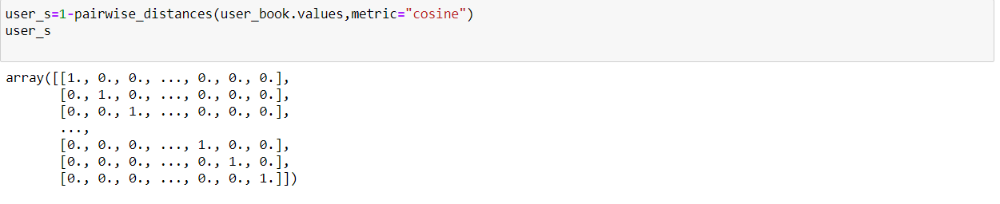 user_s=1-pairwise_distances(user_book.values,metric="cosine")
user_s
array([[1., 0., 0., ..., 0., 0., 0.],
       [0., 1., 0., ..., 0., 0., 0.],
       [0., 0., 1., ..., 0., 0., 0.],
       ...,
       [0., 0., 0., ..., 1., 0., 0.],
       [0., 0., 0., ..., 0., 1., 0.],
       [0., 0., 0., ..., 0., 0., 1.]])